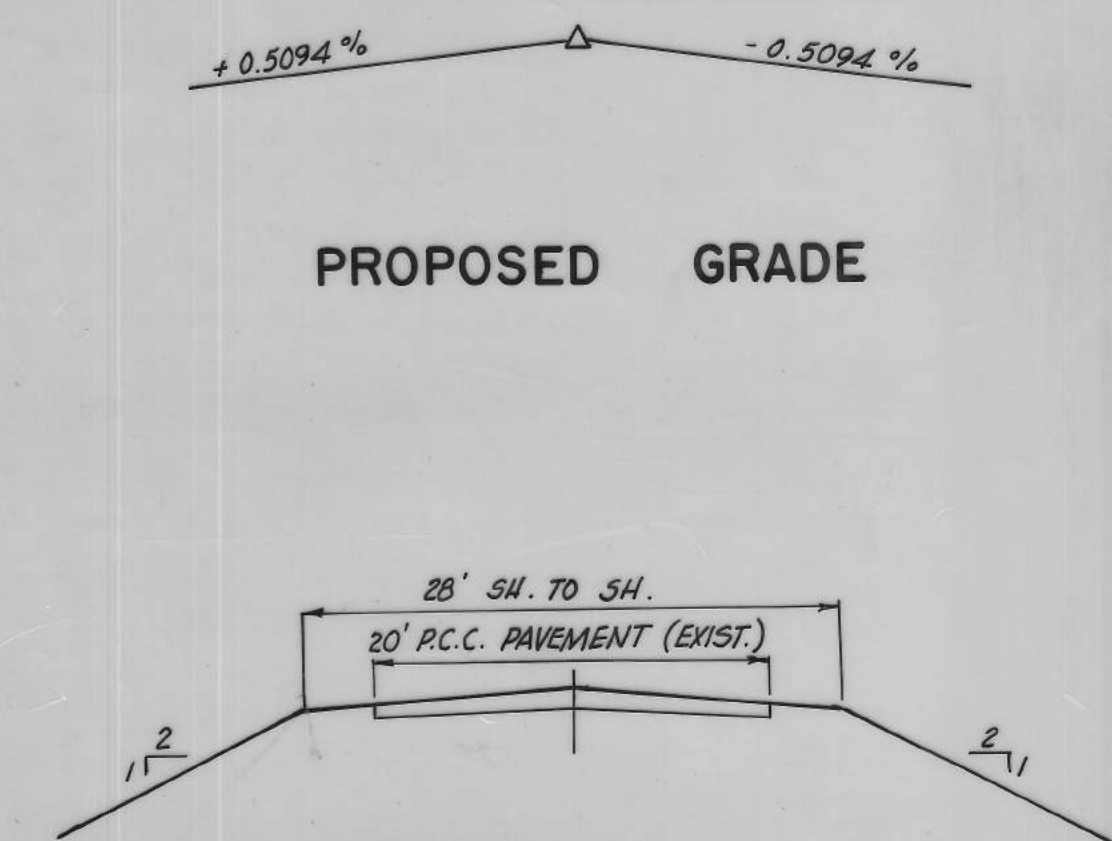 + 0.5094 %
- 0.5094 %
PROPOSED GRADE
28' SH. TO SH.
20' P.C.C. PAVEMENT (EXIST.)
2
1
2
1